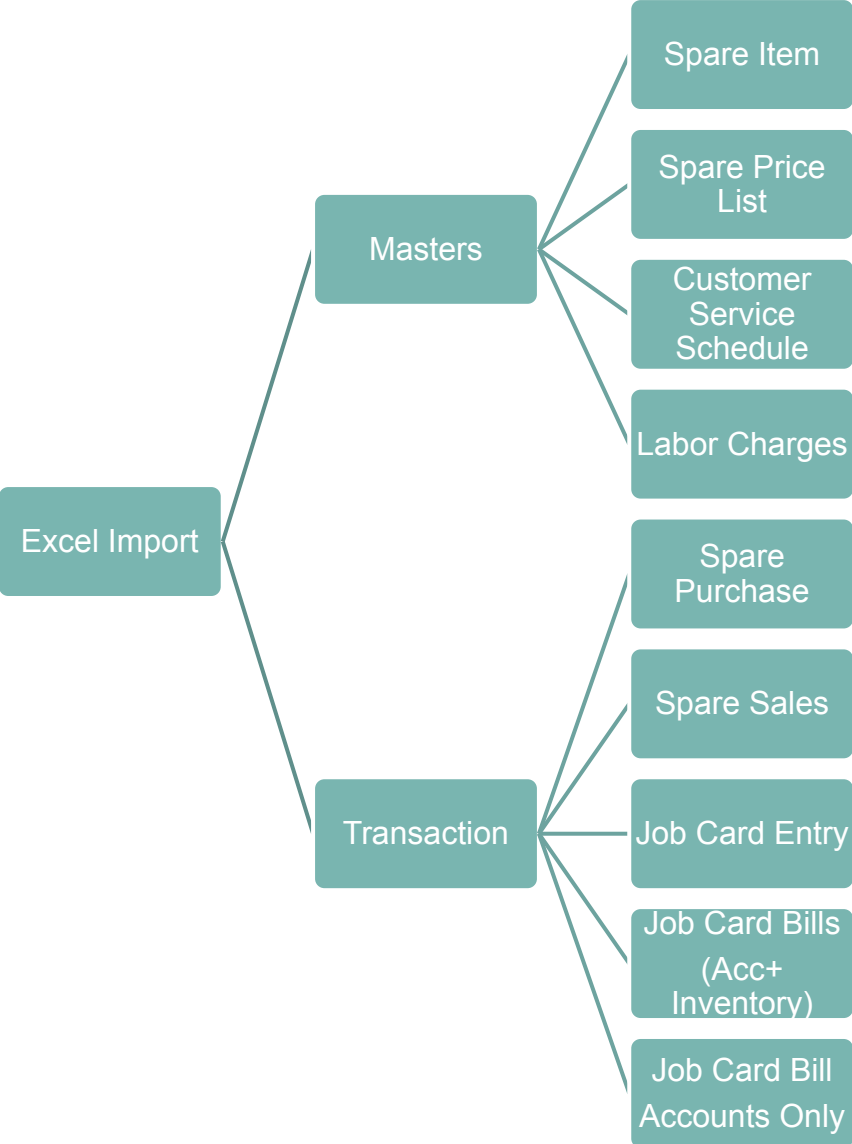 Spare Item
Spare Price
List
Masters
Customer
Service
Schedule
Labor Charges
Excel Import
Spare
Purchase
Spare Sales
Transaction
Job Card Entry
Job Card Bills
(Acc+
Inventory)
Job Card Bill
Accounts Only